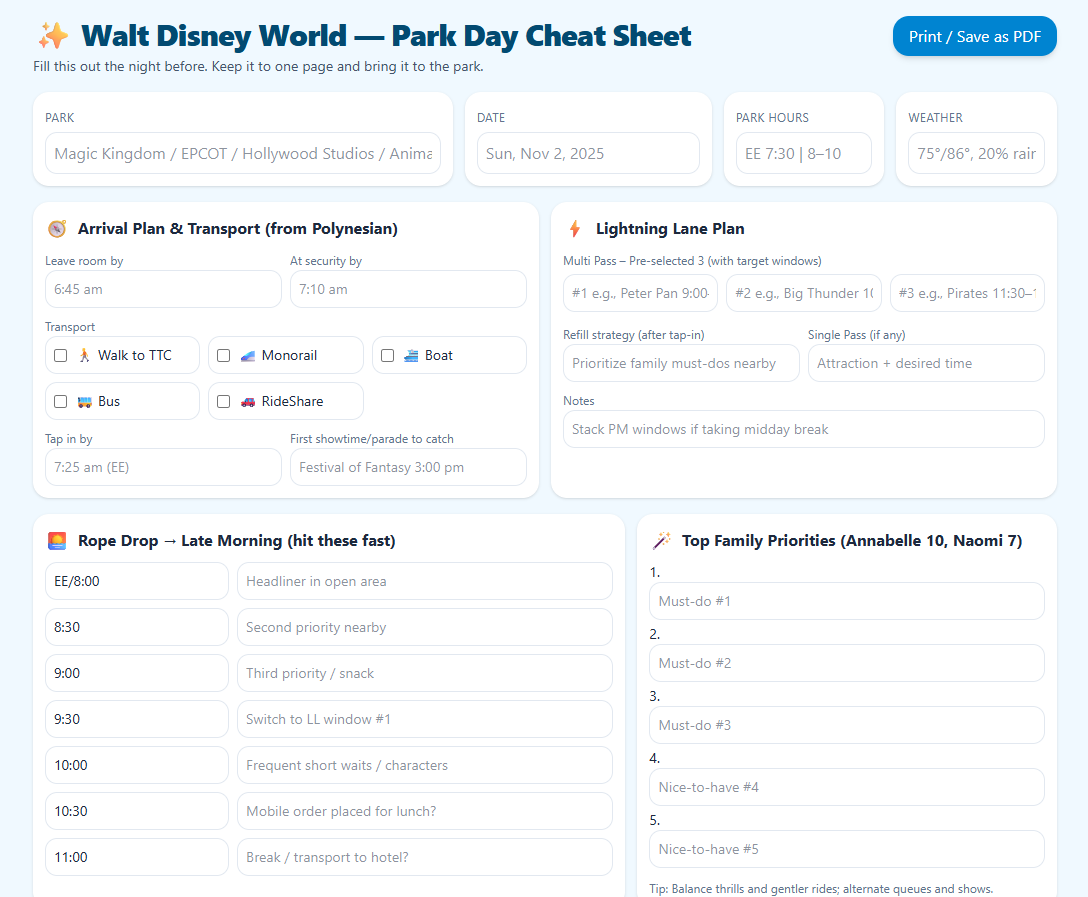 Walt Disney World — Park Day Cheat Sheet
Print / Save as PDF
Fill this out the night before. Keep it to one page and bring it to the park.
PARK
Magic Kingdom / EPCOT / Hollywood Studios / Anima
DATE
Sun, Nov 2, 2025
PARK HOURS
EE 7:30 | 8–10
WEATHER
75°/86°, 20% rain
Arrival Plan & Transport (from Polynesian)
Leave room by
At security by
6:45 am
7:10 am
Transport
Walk to TTC
Monorail
Boat
Bus
RideShare
Tap in by
First showtime/parade to catch
7:25 am (EE)
Festival of Fantasy 3:00 pm
Lightning Lane Plan
Multi Pass – Pre-selected 3 (with target windows)
#1 e.g., Peter Pan 9:00-
#2 e.g., Big Thunder 10
#3 e.g., Pirates 11:30–1
Refill strategy (after tap-in)
Single Pass (if any)
Prioritize family must-dos nearby
Attraction + desired time
Notes
Stack PM windows if taking midday break
Rope Drop → Late Morning (hit these fast)
EE/8:00
Headliner in open area
8:30
Second priority nearby
9:00
Third priority / snack
9:30
Switch to LL window #1
10:00
Frequent short waits / characters
10:30
Mobile order placed for lunch?
11:00
Break / transport to hotel?
Top Family Priorities (Annabelle 10, Naomi 7)
1.
Must-do #1
2.
Must-do #2
3.
Must-do #3
4.
Nice-to-have #4
5.
Nice-to-have #5
Tip: Balance thrills and gentler rides; alternate queues and shows.